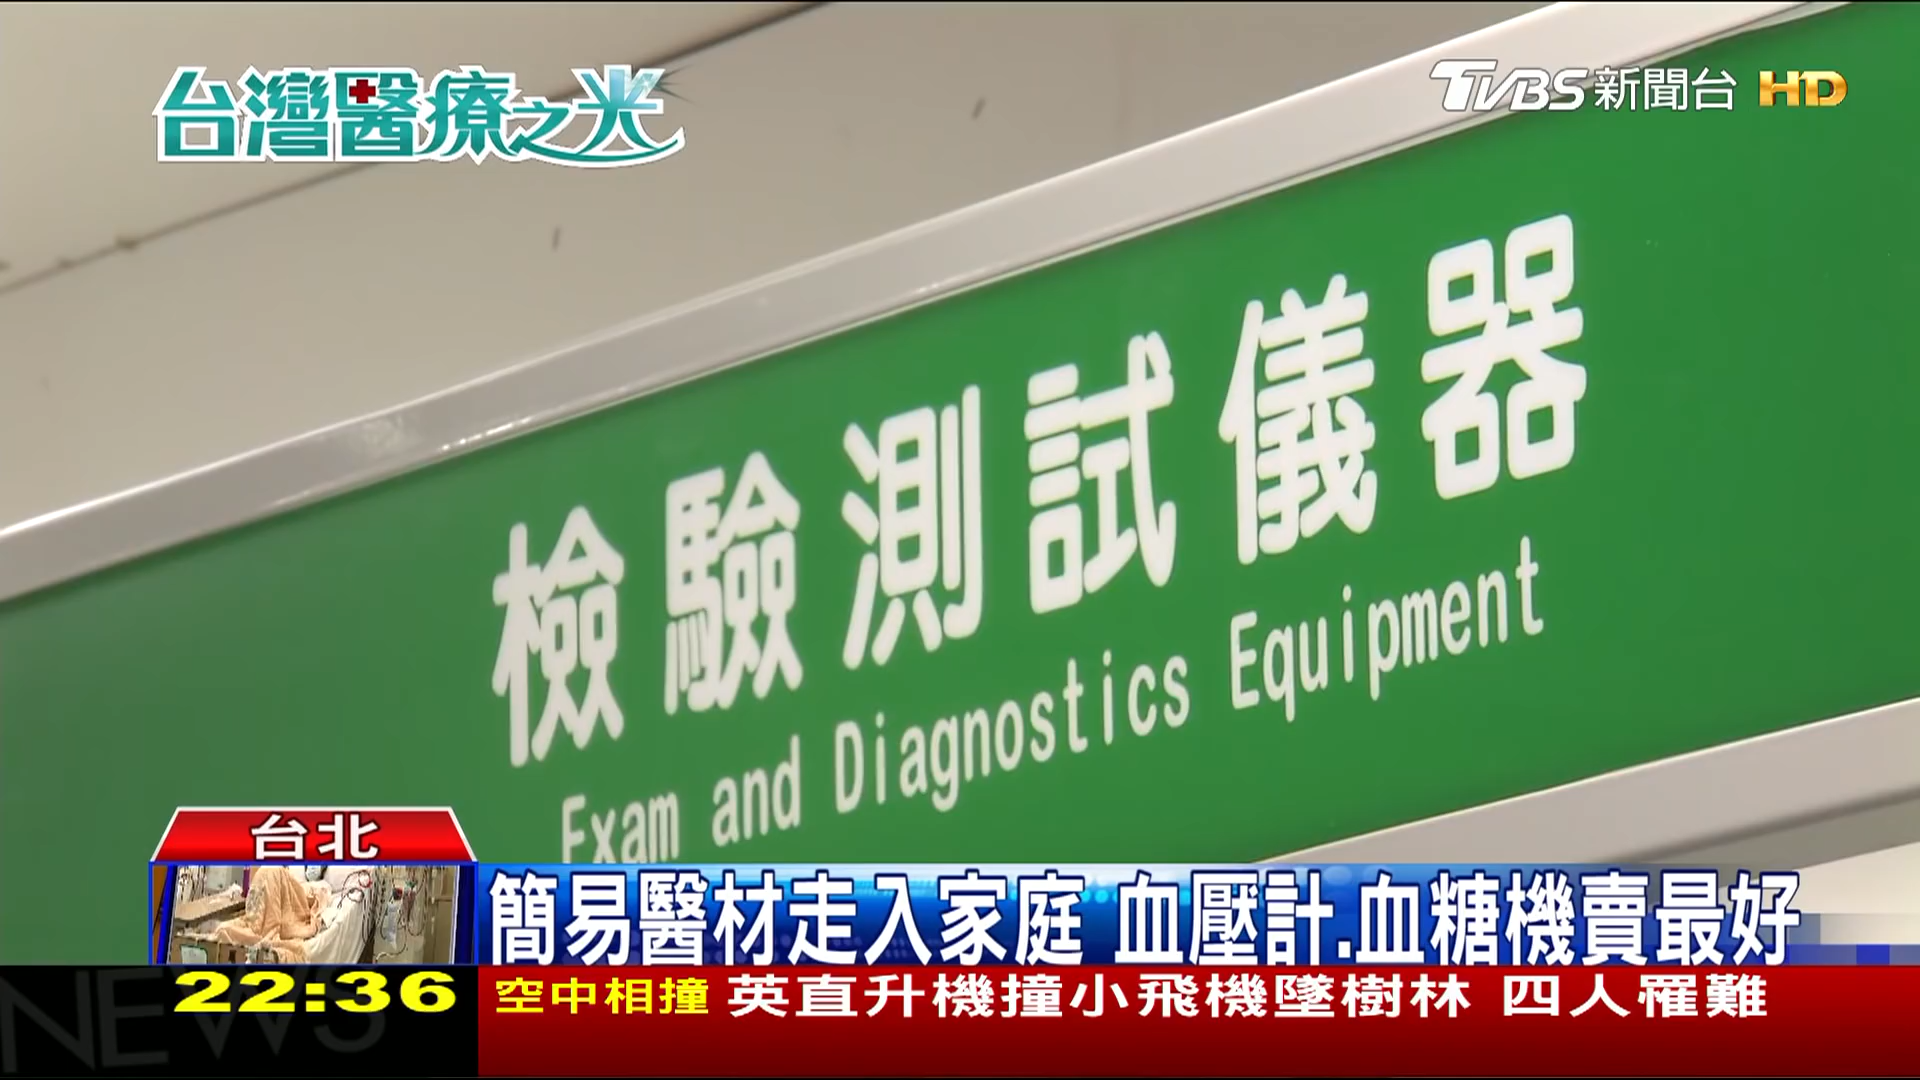 台灣醫療之光
TVBS新聞台 HD
檢驗測試儀器
Exam and Diagnostics Equipment
台北
簡易醫材走入家庭 血壓計.血糖機賣最好
22:36
空中相撞 英直升機撞小飛機墜樹林 四人罹難
NEWS